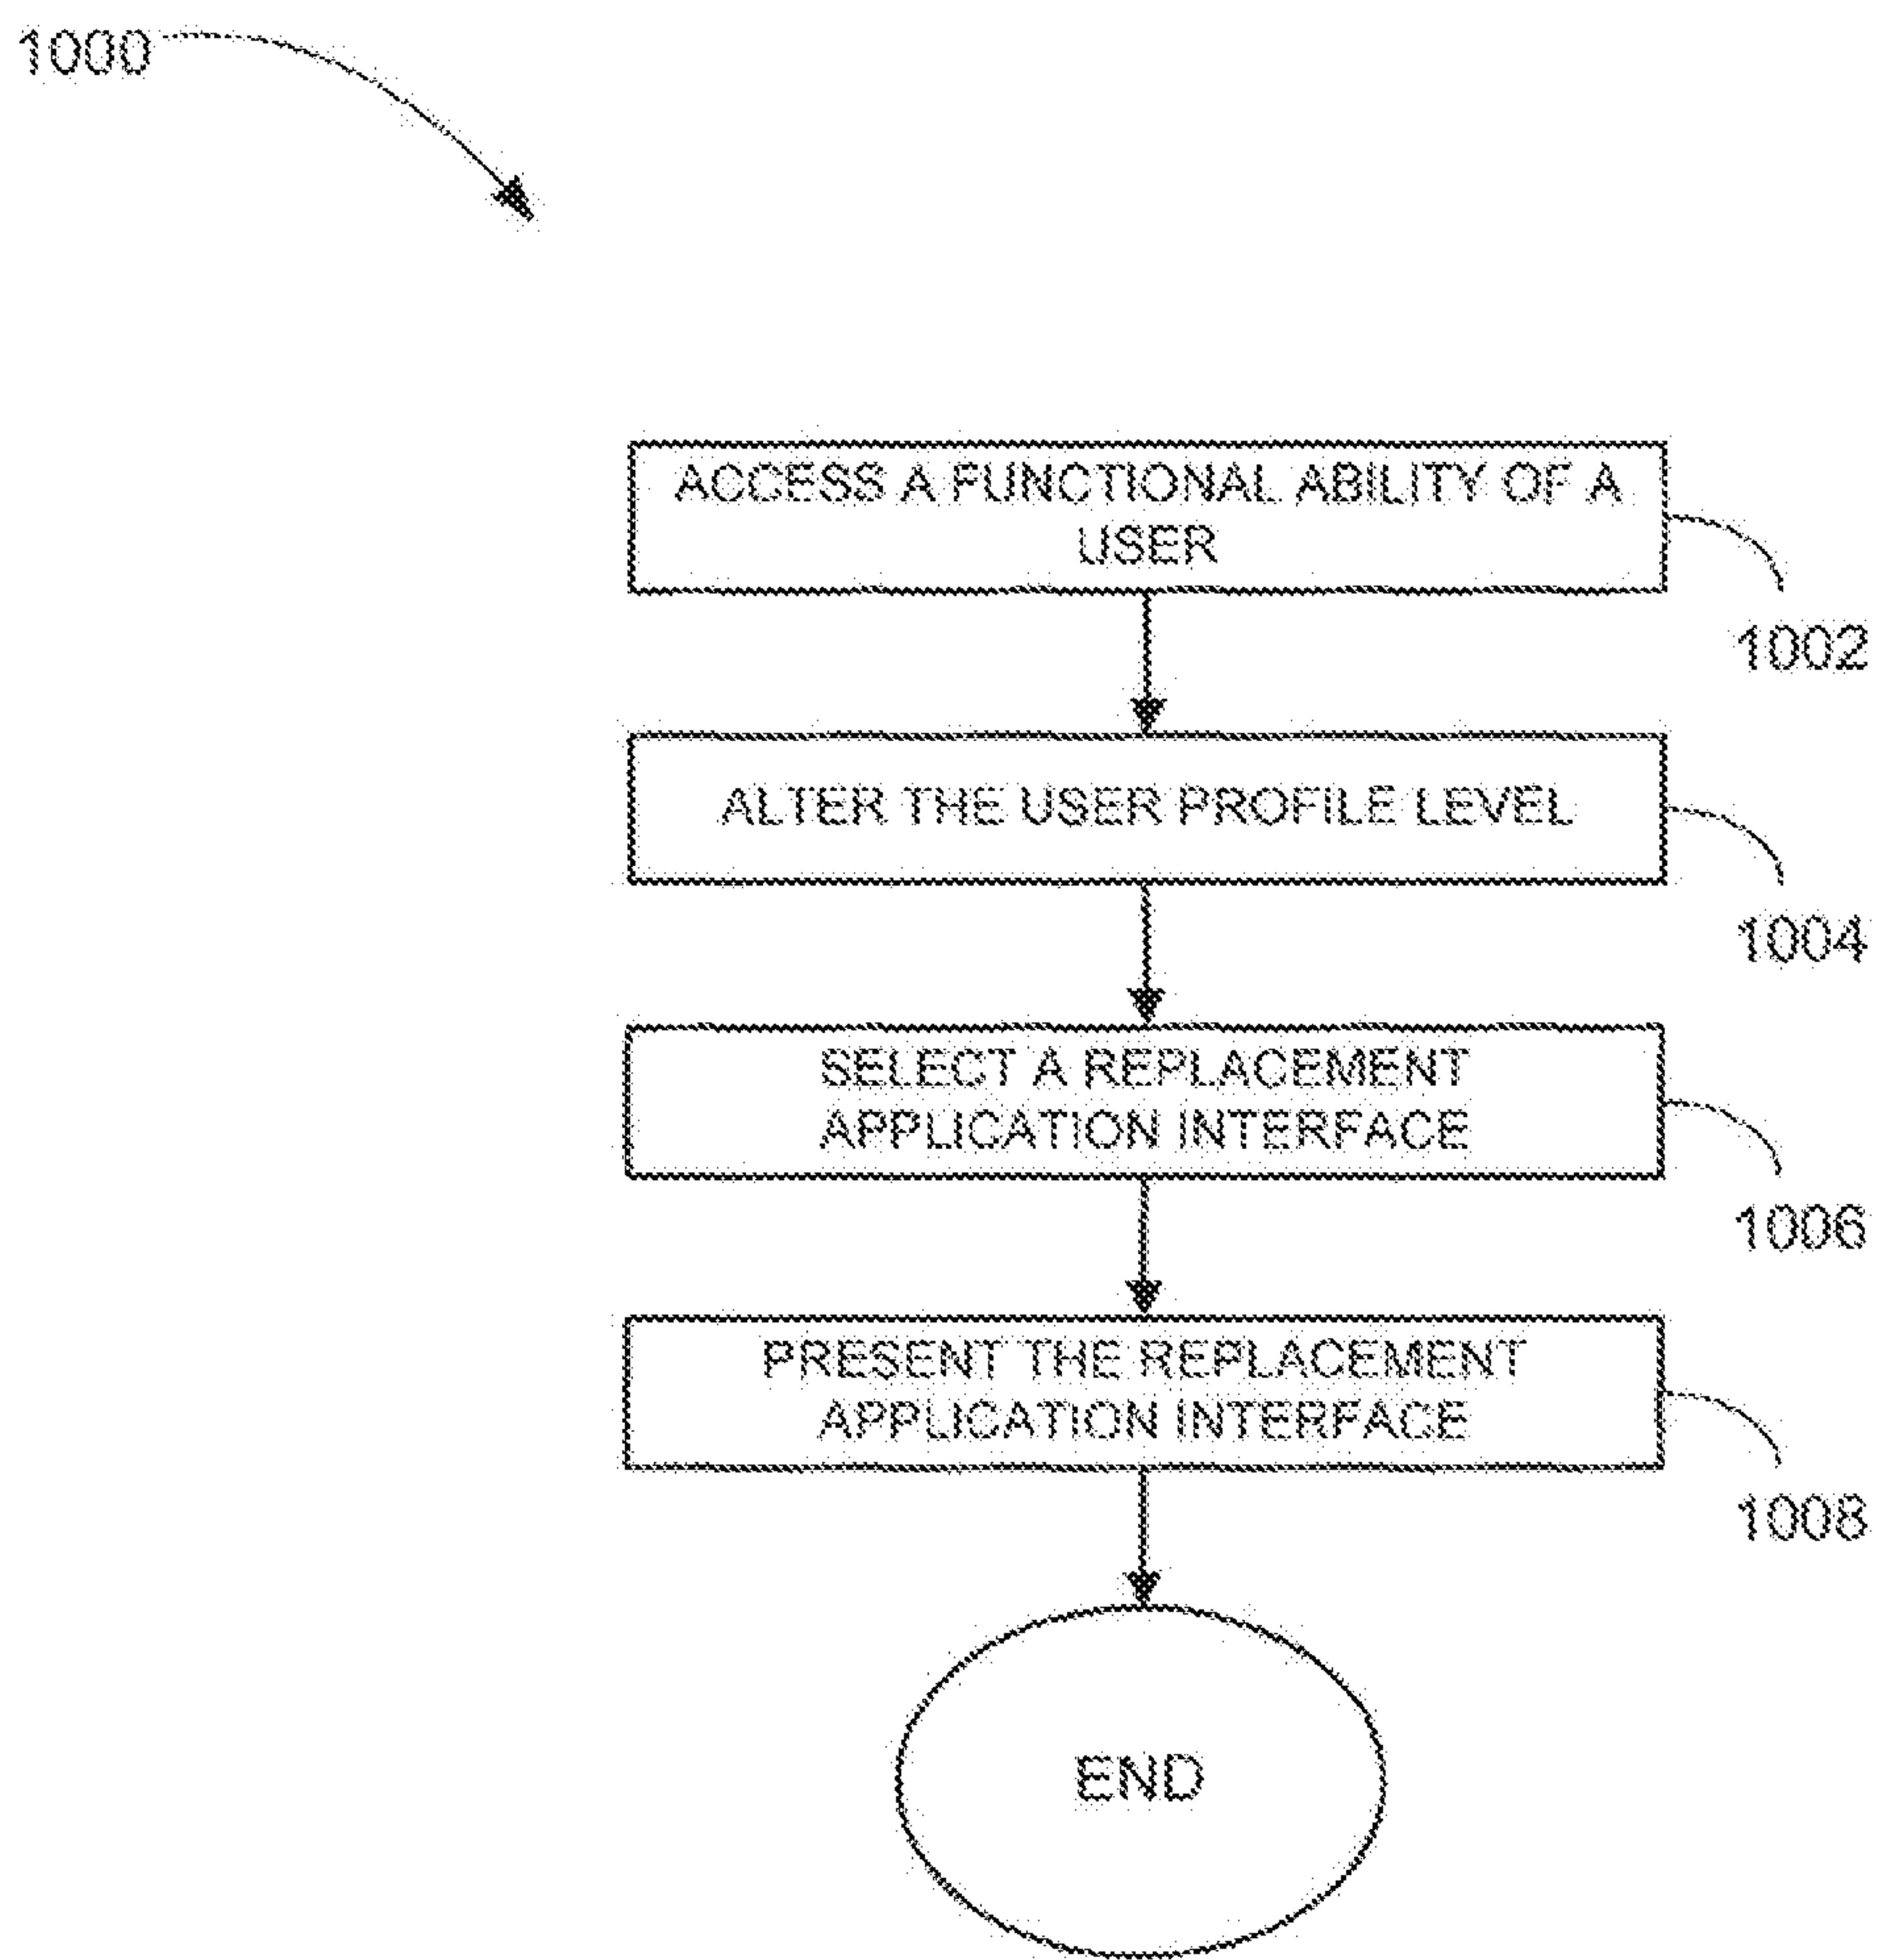 1000
ACCESS A FUNCTIONAL ABILITY OF A
USER
1002
ALTER THE USER PROFILE LEVEL
1004
SELECT A REPLACEMENT
APPLICATION INTERFACE
1006
PRESENT THE REPLACEMENT
APPLICATION INTERFACE
1008
END